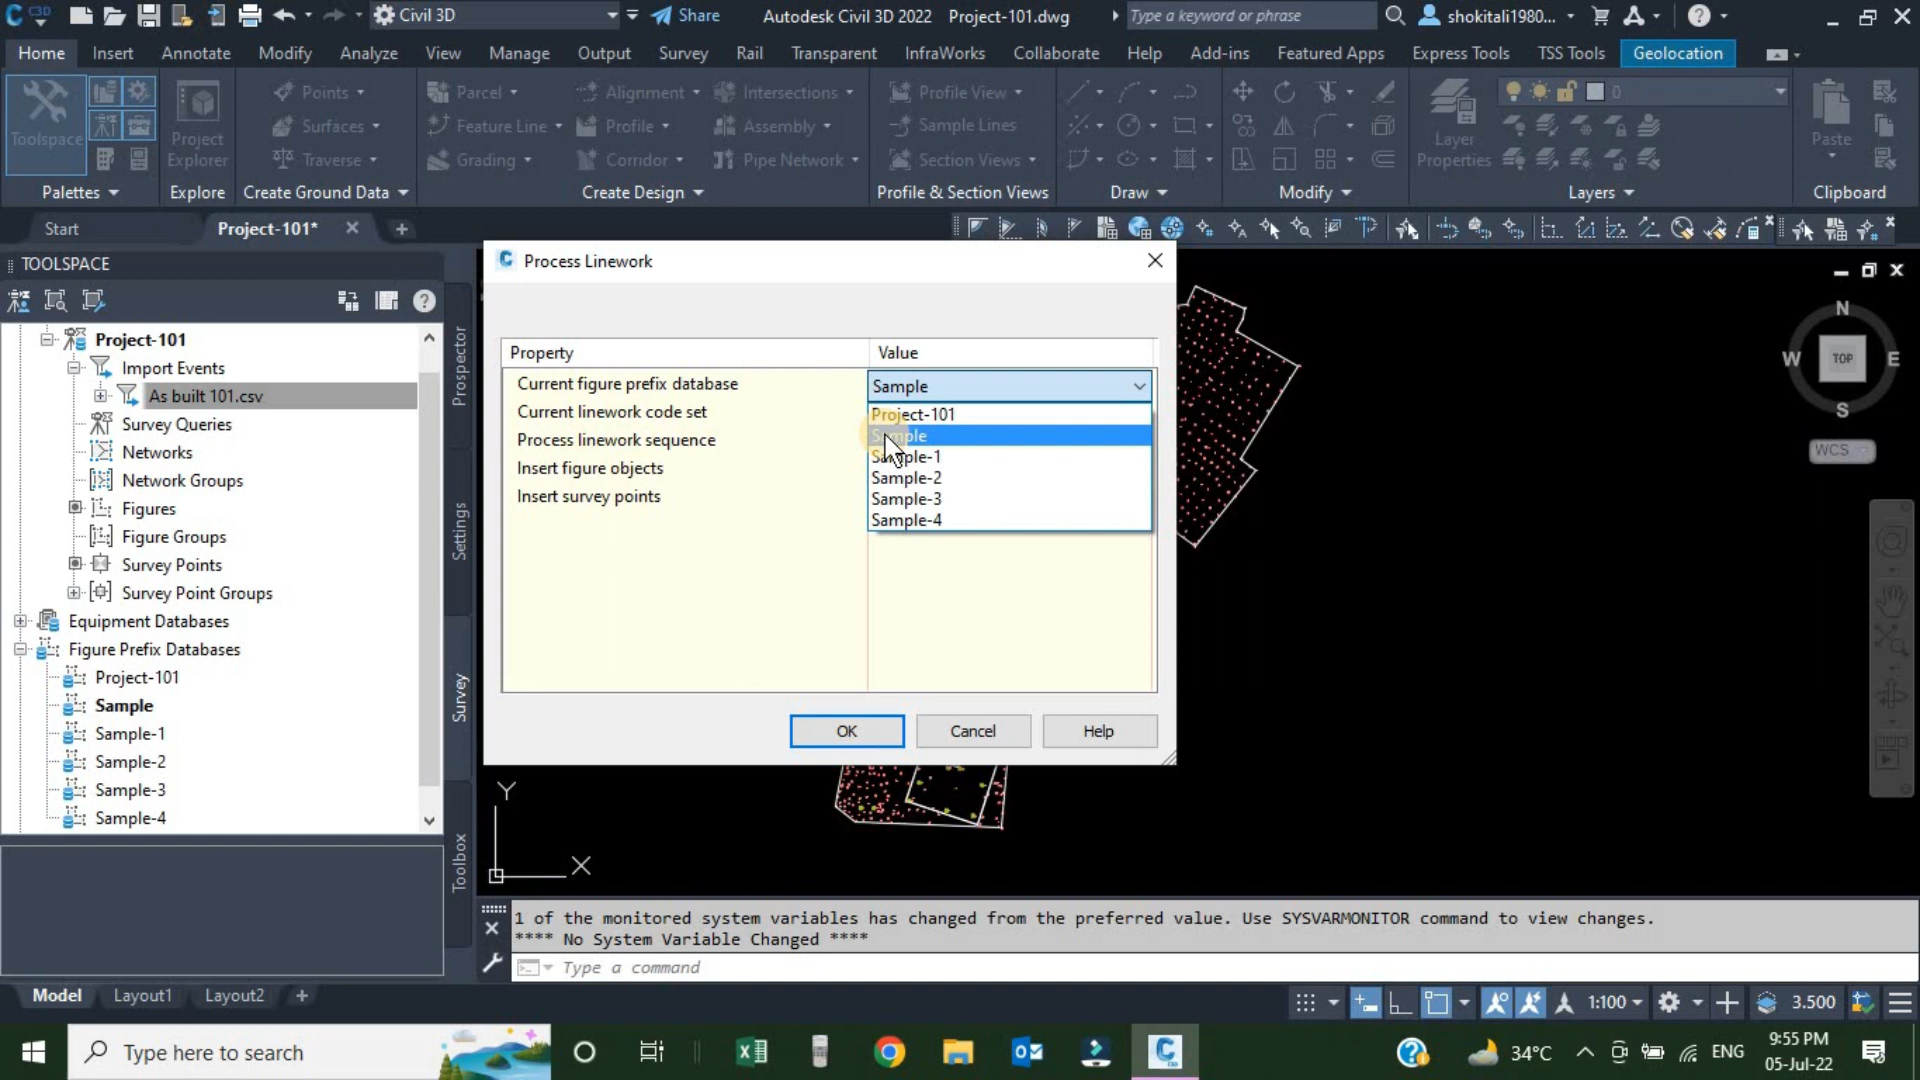 C3D Civil 3D Share Autodesk Civil 3D 2022 Project-101.dwg Type a keyword or phrase shokitali1980...
Home Insert Annotate Modify Analyze View Manage Output Survey Rail Transparent InfraWorks Collaborate Help Add-ins Featured Apps Express Tools TSS Tools Geolocation
Points Parcel Alignment Intersections Profile View 0
Toolspace Project Explorer Surfaces Feature Line Profile Assembly Sample Lines Layer Properties Paste
Traverse Grading Corridor Pipe Network Section Views
Palettes Explore Create Ground Data Create Design Profile & Section Views Draw Modify Layers Clipboard
Start Project-101*
TOOLSPACE
Project-101
Import Events
As built 101.csv
Survey Queries
Networks
Network Groups
Figures
Figure Groups
Survey Points
Survey Point Groups
Equipment Databases
Figure Prefix Databases
Project-101
Sample
Sample-1
Sample-2
Sample-3
Sample-4
Prospector
Settings
Survey
Toolbox
Process Linework
Property Value
Current figure prefix database Sample
Current linework code set
Process linework sequence
Insert figure objects
Insert survey points
Project-101
Sample
Sample-1
Sample-2
Sample-3
Sample-4
OK Cancel Help
N
W TOP E
S
WCS
Y
X
1 of the monitored system variables has changed from the preferred value. Use SYSVARMONITOR command to view changes.
**** No System Variable Changed ****
Type a command
Model Layout1 Layout2 + 1:100 3.500
Type here to search 34°C ENG 9:55 PM
05-Jul-22